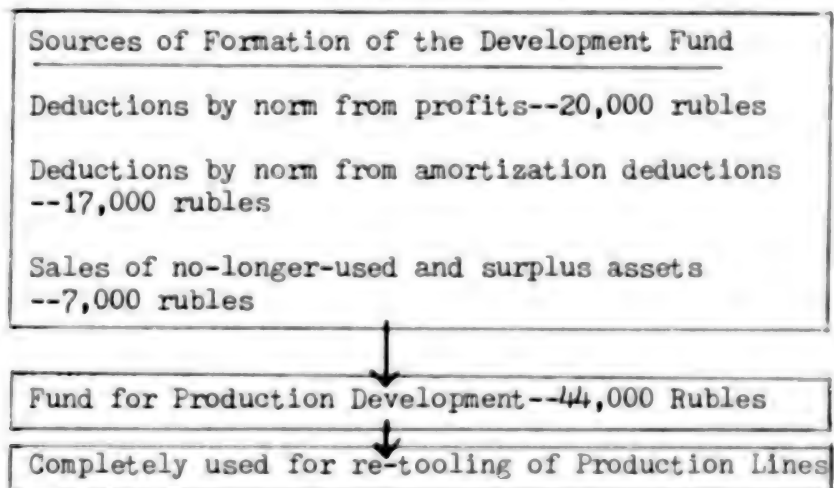 Sources of Formation of the Development Fund
Deductions by norm from profits--20,000 rubles
Deductions by norm from amortization deductions
--17,000 rubles
Sales of no-longer-used and surplus assets
--7,000 rubles
Fund for Production Development--44,000 Rubles
Completely used for re-tooling of Production Lines